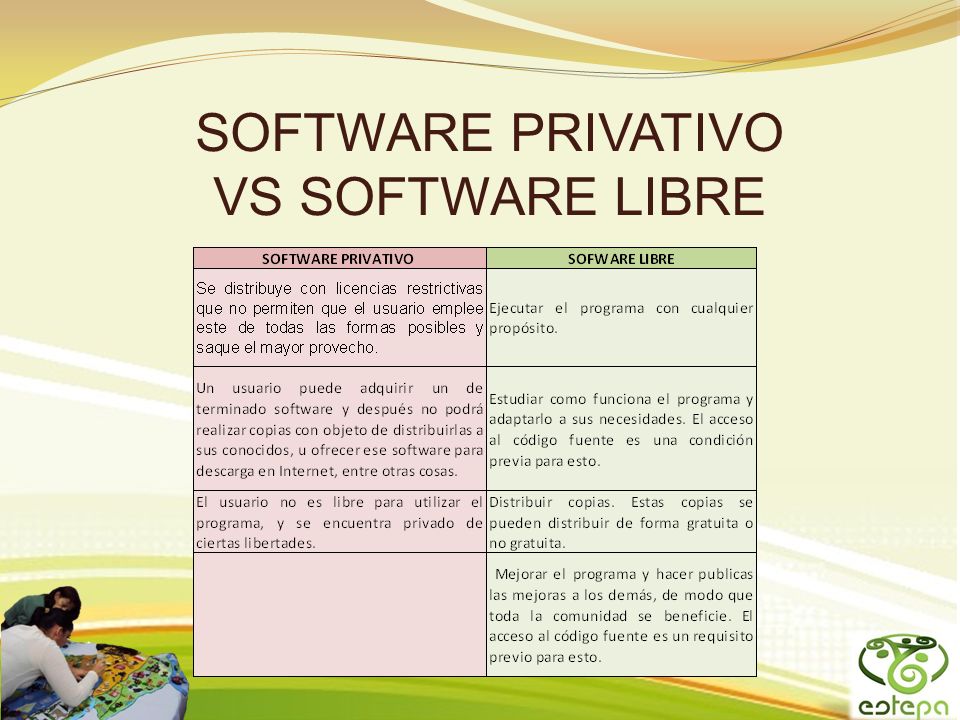 SOFTWARE PRIVATIVO
VS SOFTWARE LIBRE
SOFTWARE PRIVATIVO
SOFWARE LIBRE
Se distribuye con licencias restrictivas
que no permiten que el usuario emplee
este de todas las formas posibles y
saque el mayor provecho.
Ejecutar el programa con cualquier
propósito.
Un usuario puede adquirir un de
terminado software y después no podrá
realizar copias con objeto de distribuirlas a
sus conocidos, u ofrecer ese software para
descarga en Internet, entre otras cosas.
Estudiar como funciona el programa y
adaptarlo a sus necesidades. El acceso
al código fuente es una condición
previa para esto.
El usuario no es libre para utilizar el
programa, y se encuentra privado de
ciertas libertades.
Distribuir copias. Estas copias se
pueden distribuir de forma gratuita o
no gratuita.
Mejorar el programa y hacer publicas
las mejoras a los demás, de modo que
toda la comunidad se beneficie. El
acceso al código fuente es un requisito
previo para esto.
estepa